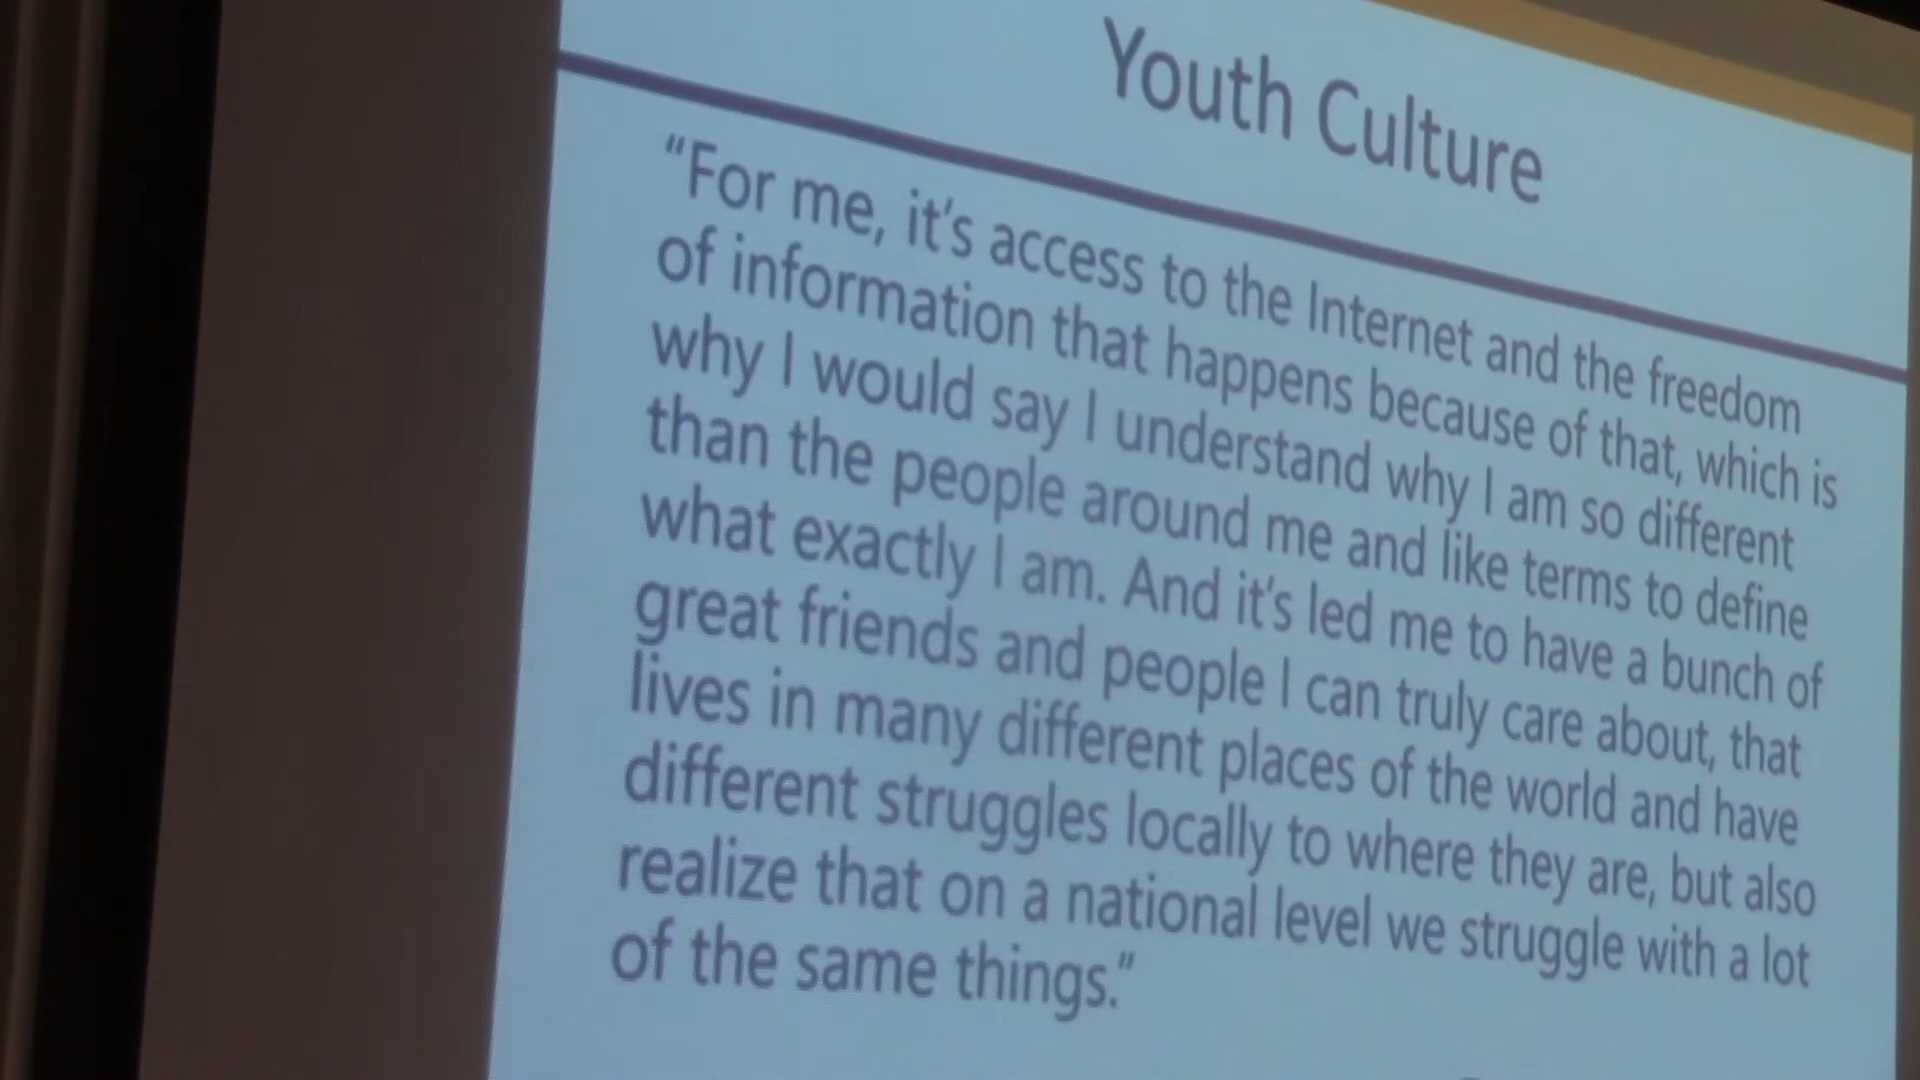 Youth Culture
“For me, it’s access to the Internet and the freedom
of information that happens because of that, which is
why I would say I understand why I am so different
than the people around me and like terms to define
what exactly I am. And it’s led me to have a bunch of
great friends and people I can truly care about, that
lives in many different places of the world and have
different struggles locally to where they are, but also
realize that on a national level we struggle with a lot
of the same things.”